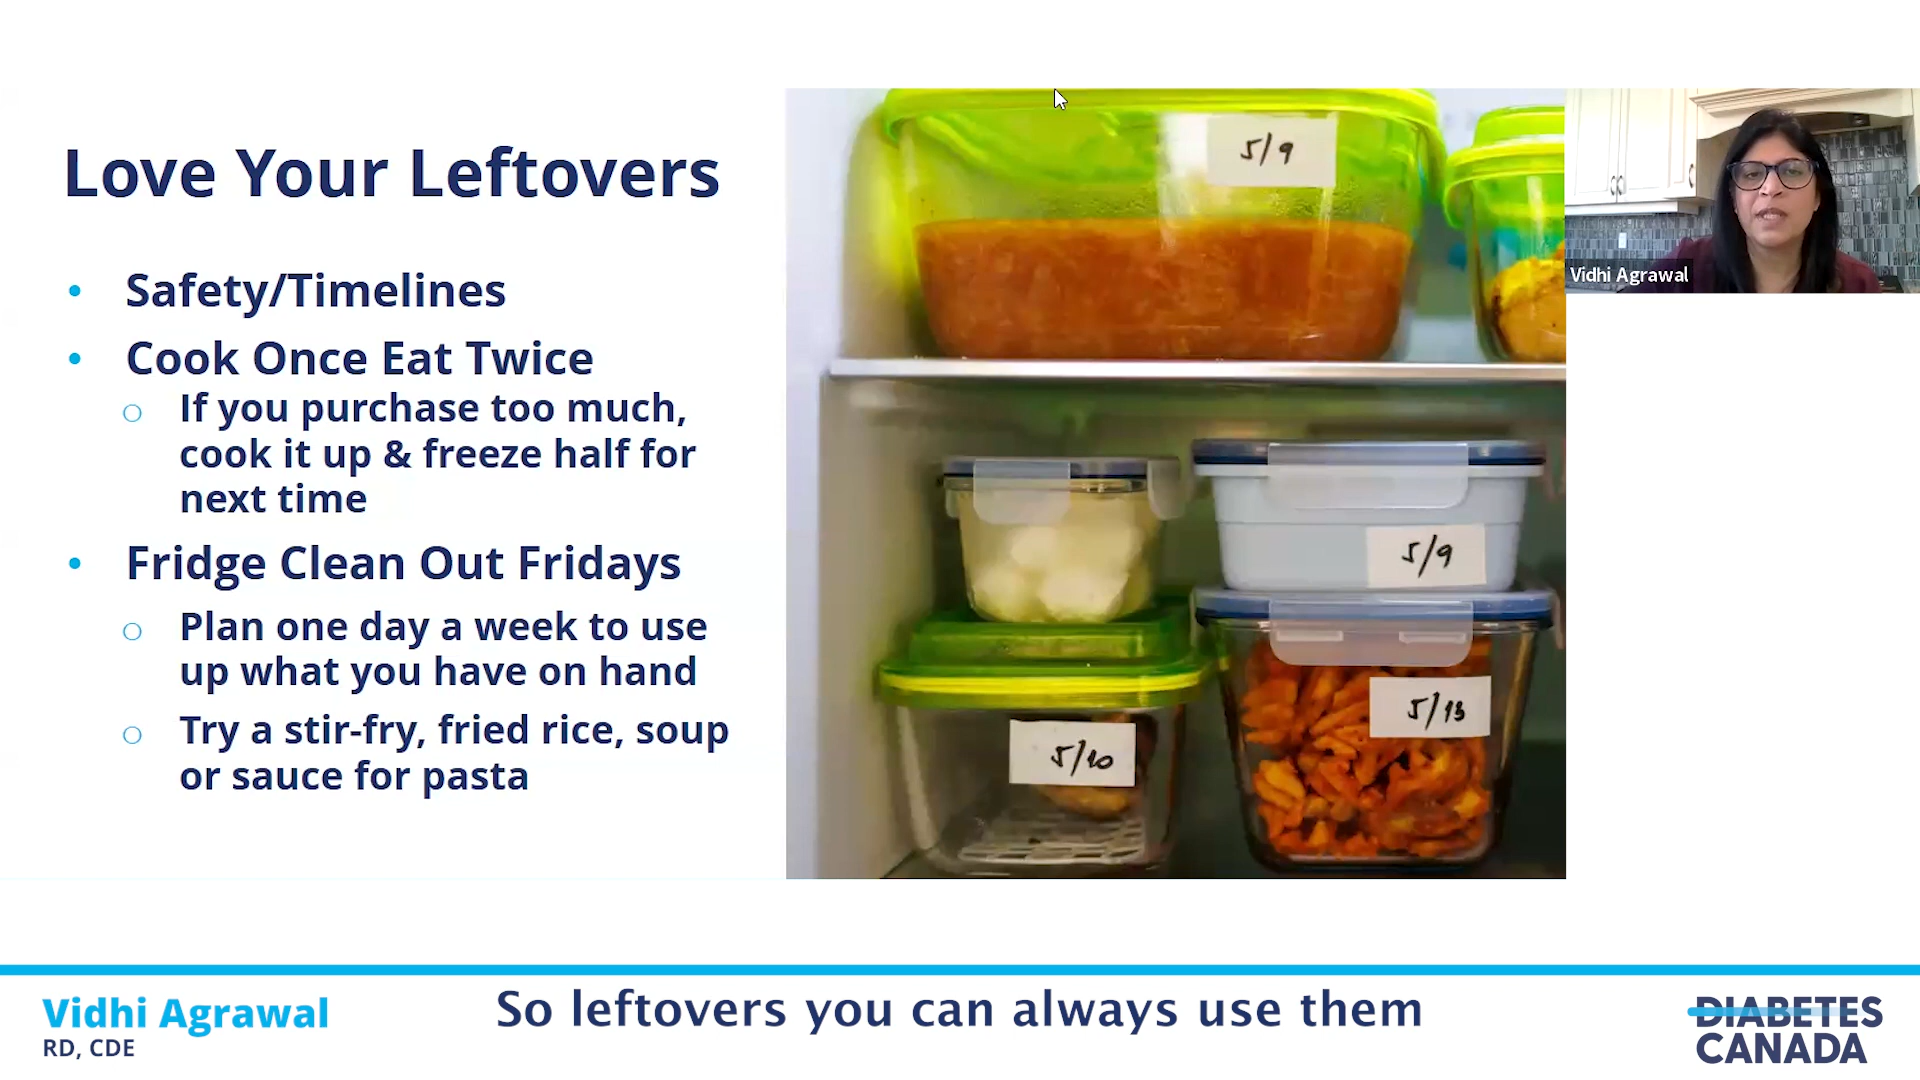 Love Your Leftovers
• Safety/Timelines
• Cook Once Eat Twice
○ If you purchase too much,
cook it up & freeze half for
next time
• Fridge Clean Out Fridays
○ Plan one day a week to use
up what you have on hand
○ Try a stir-fry, fried rice, soup
or sauce for pasta
5/9
5/9
5/10
5/13
Vidhi Agrawal
Vidhi Agrawal
RD, CDE
So leftovers you can always use them
DIABETES
CANADA